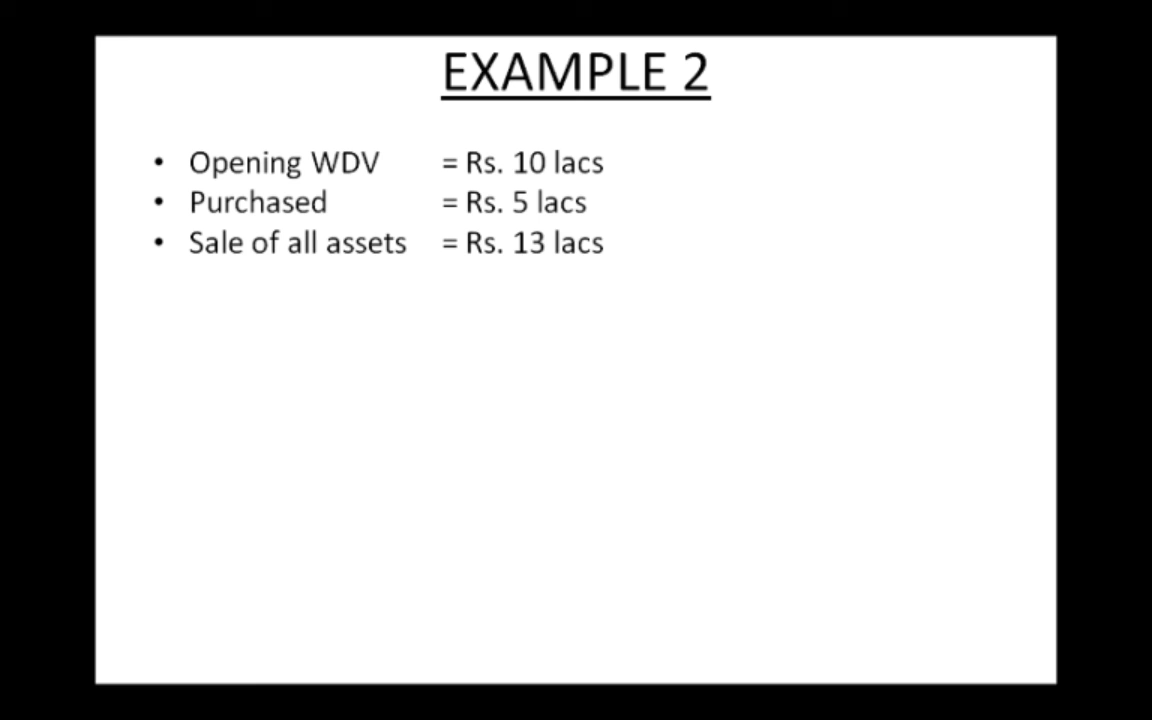 EXAMPLE 2
• Opening WDV = Rs. 10 lacs
• Purchased = Rs. 5 lacs
• Sale of all assets = Rs. 13 lacs